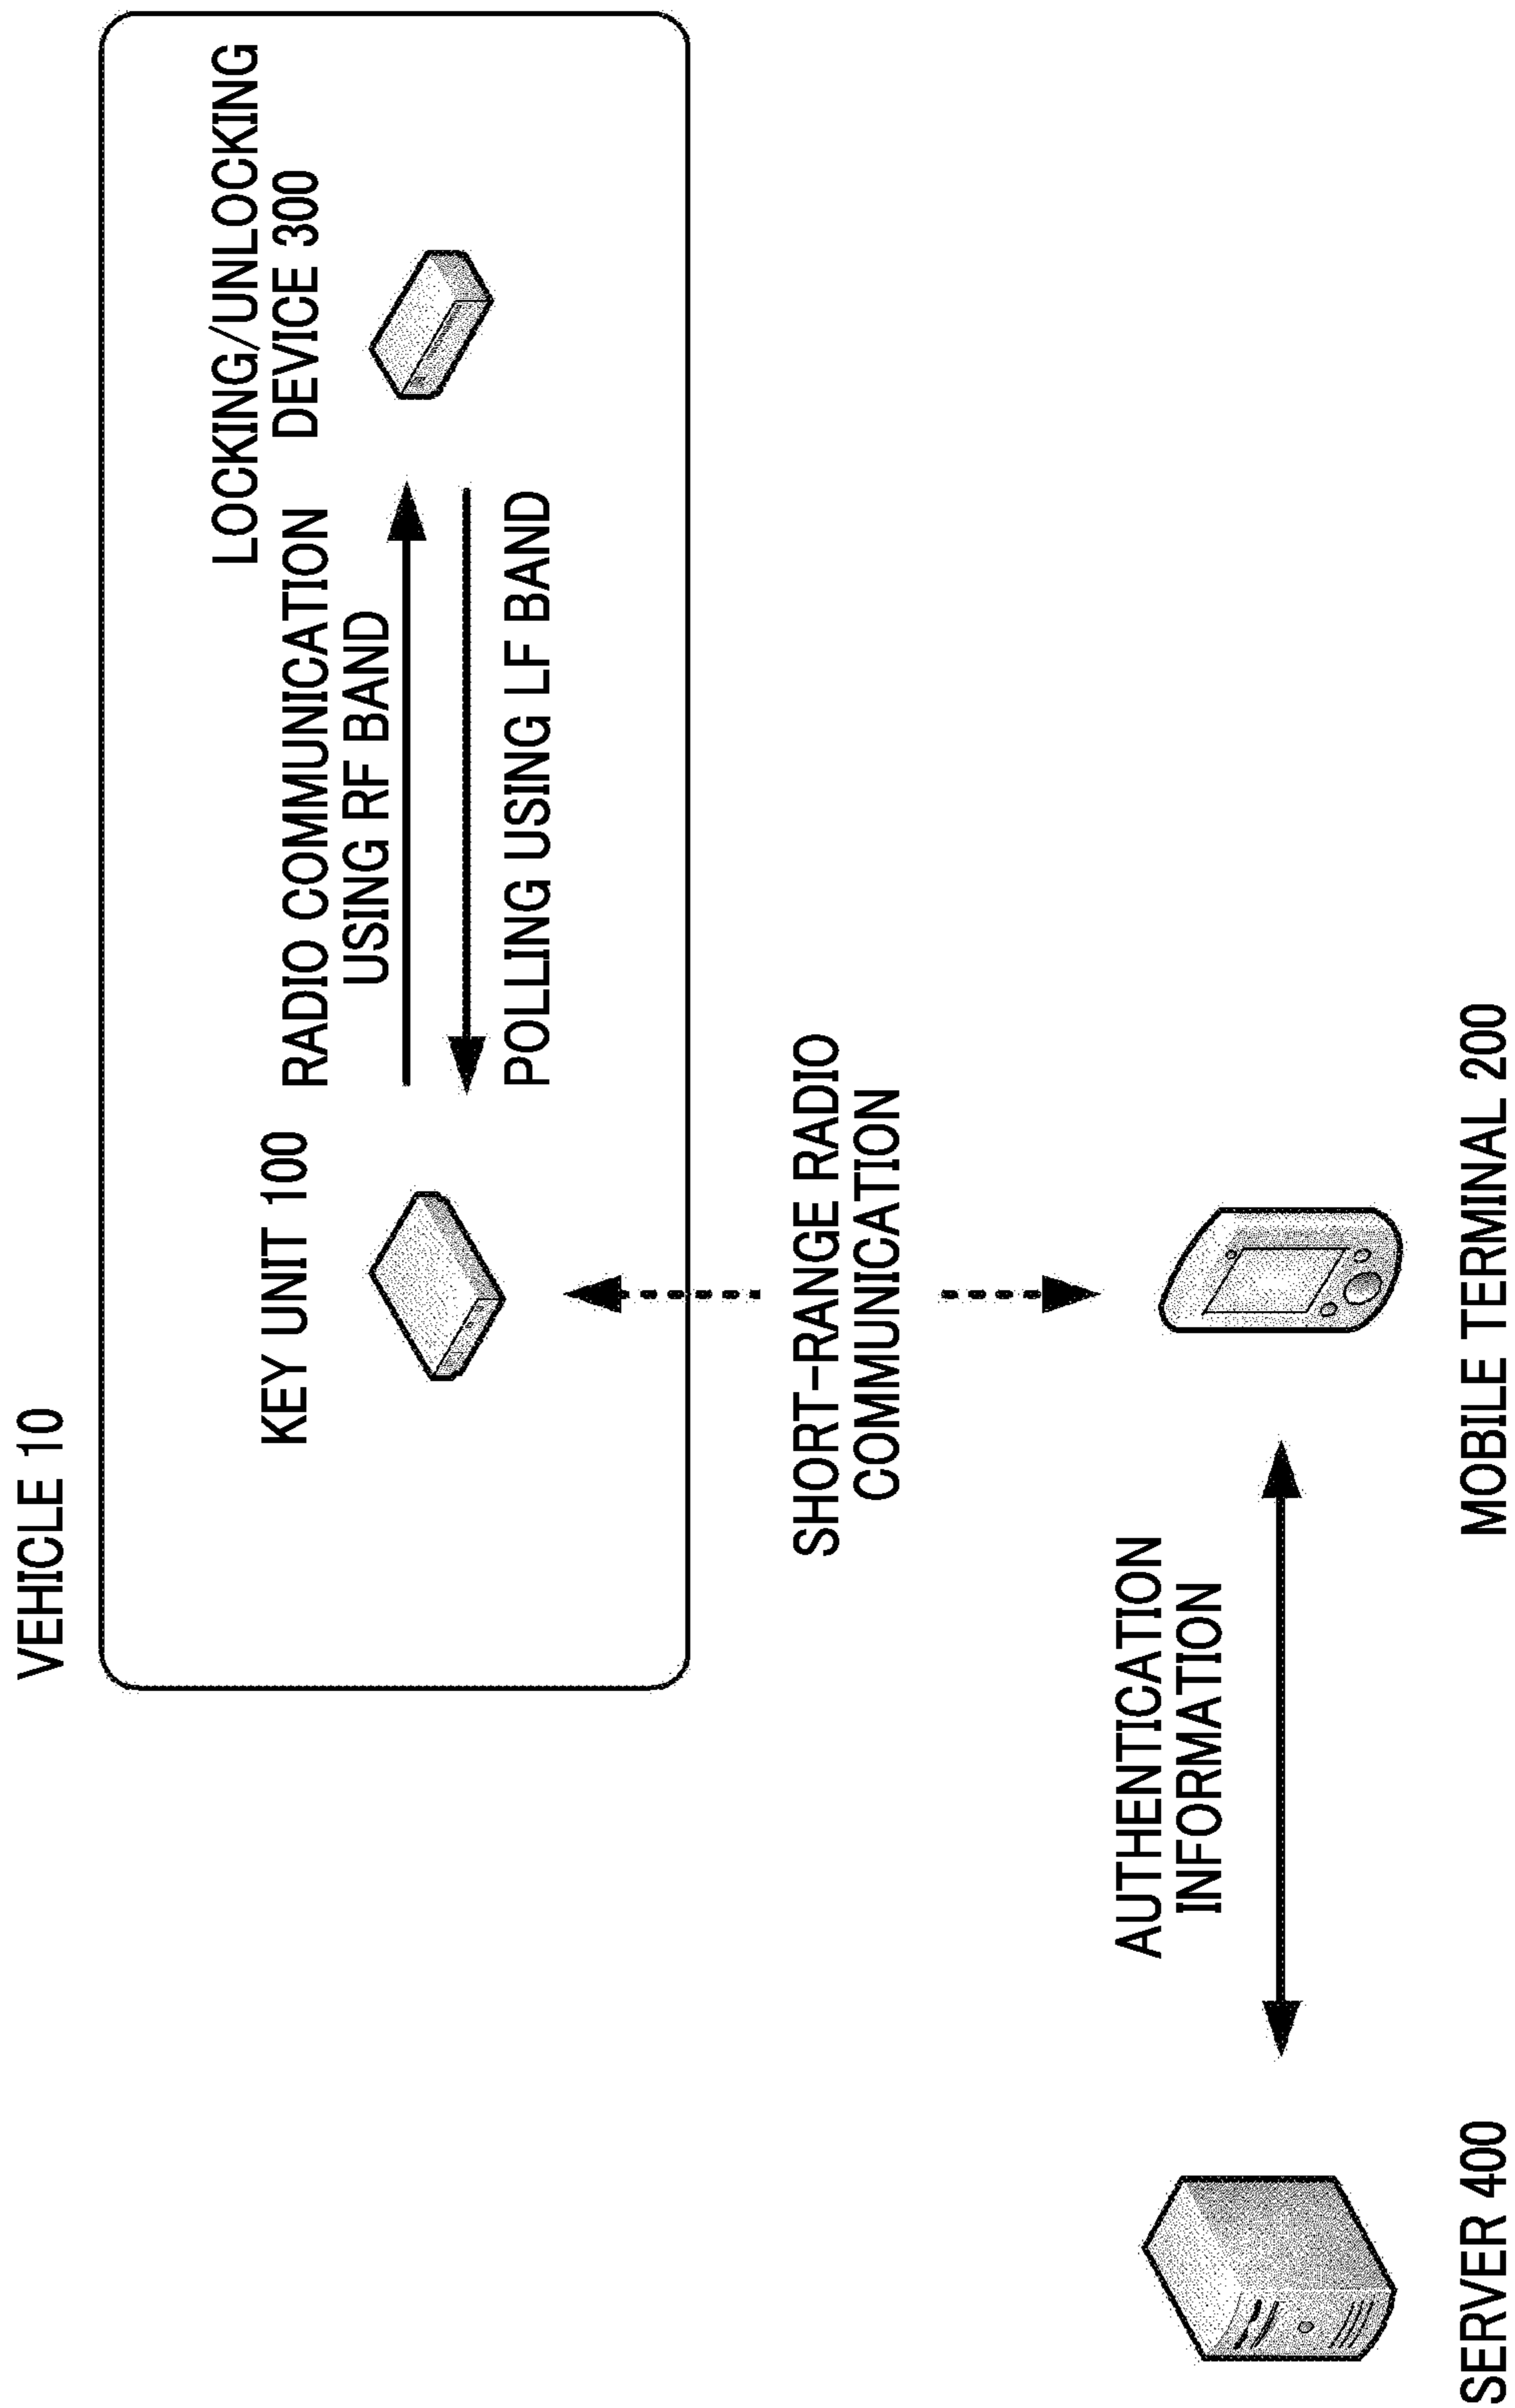 VEHICLE 10
LOCKING/UNLOCKING
DEVICE 300
KEY UNIT 100
RADIO COMMUNICATION
USING RF BAND
POLLING USING LF BAND
SHORT-RANGE RADIO
COMMUNICATION
AUTHENTICATION
INFORMATION
SERVER 400
MOBILE TERMINAL 200